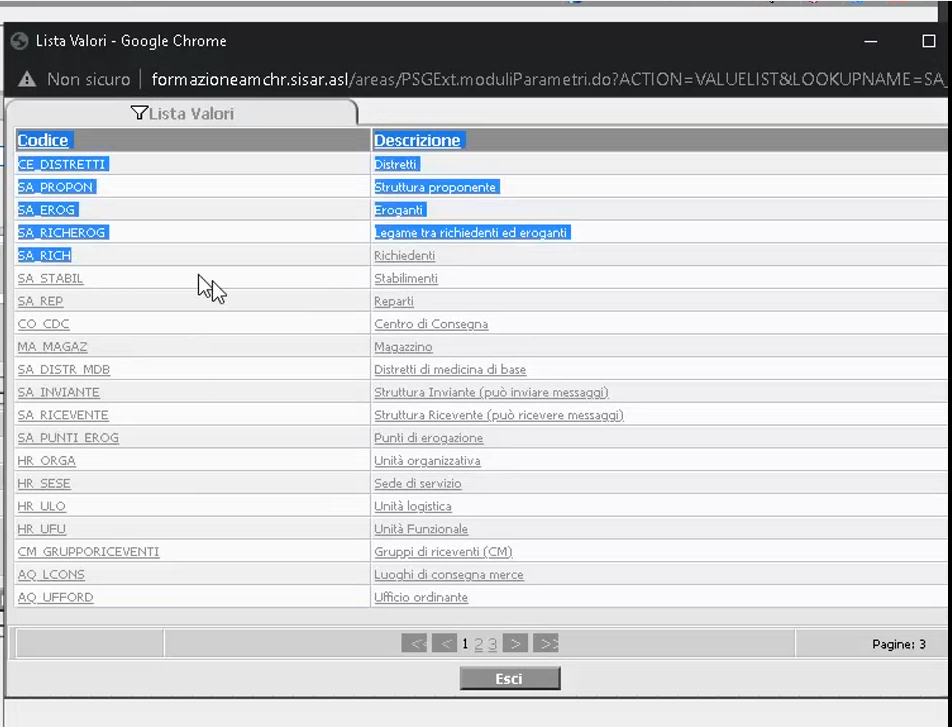 Lista Valori - Google Chrome
Non sicuro | formazioneamchr.sisar.asl/areas/PSGExt.moduliParametri.do?ACTION=VALUELIST&LOOKUPNAME=SA_
Lista Valori
Codice Descrizione
CE_DISTRETTI Distretti
SA_PROPON Struttura proponente
SA_EROG Eroganti
SA_RICHEROG Legame tra richiedenti ed eroganti
SA_RICH Richiedenti
SA_STABIL Stabilimenti
SA_REP Reparti
CO_CDC Centro di Consegna
MA_MAGAZ Magazzino
SA_DISTR_MDB Distretti di medicina di base
SA_INVIANTE Struttura Inviante (può inviare messaggi)
SA_RICEVENTE Struttura Ricevente (può ricevere messaggi)
SA_PUNTI_EROG Punti di erogazione
HR_ORGA Unità organizzativa
HR_SESE Sede di servizio
HR_ULO Unità logistica
HR_UFU Unità Funzionale
CM_GRUPPORICEVENTI Gruppi di riceventi (CM)
AQ_LCONS Luoghi di consegna merce
AQ_UFFORD Ufficio ordinante
<< < 1 2 3 > >> Pagine: 3
Esci